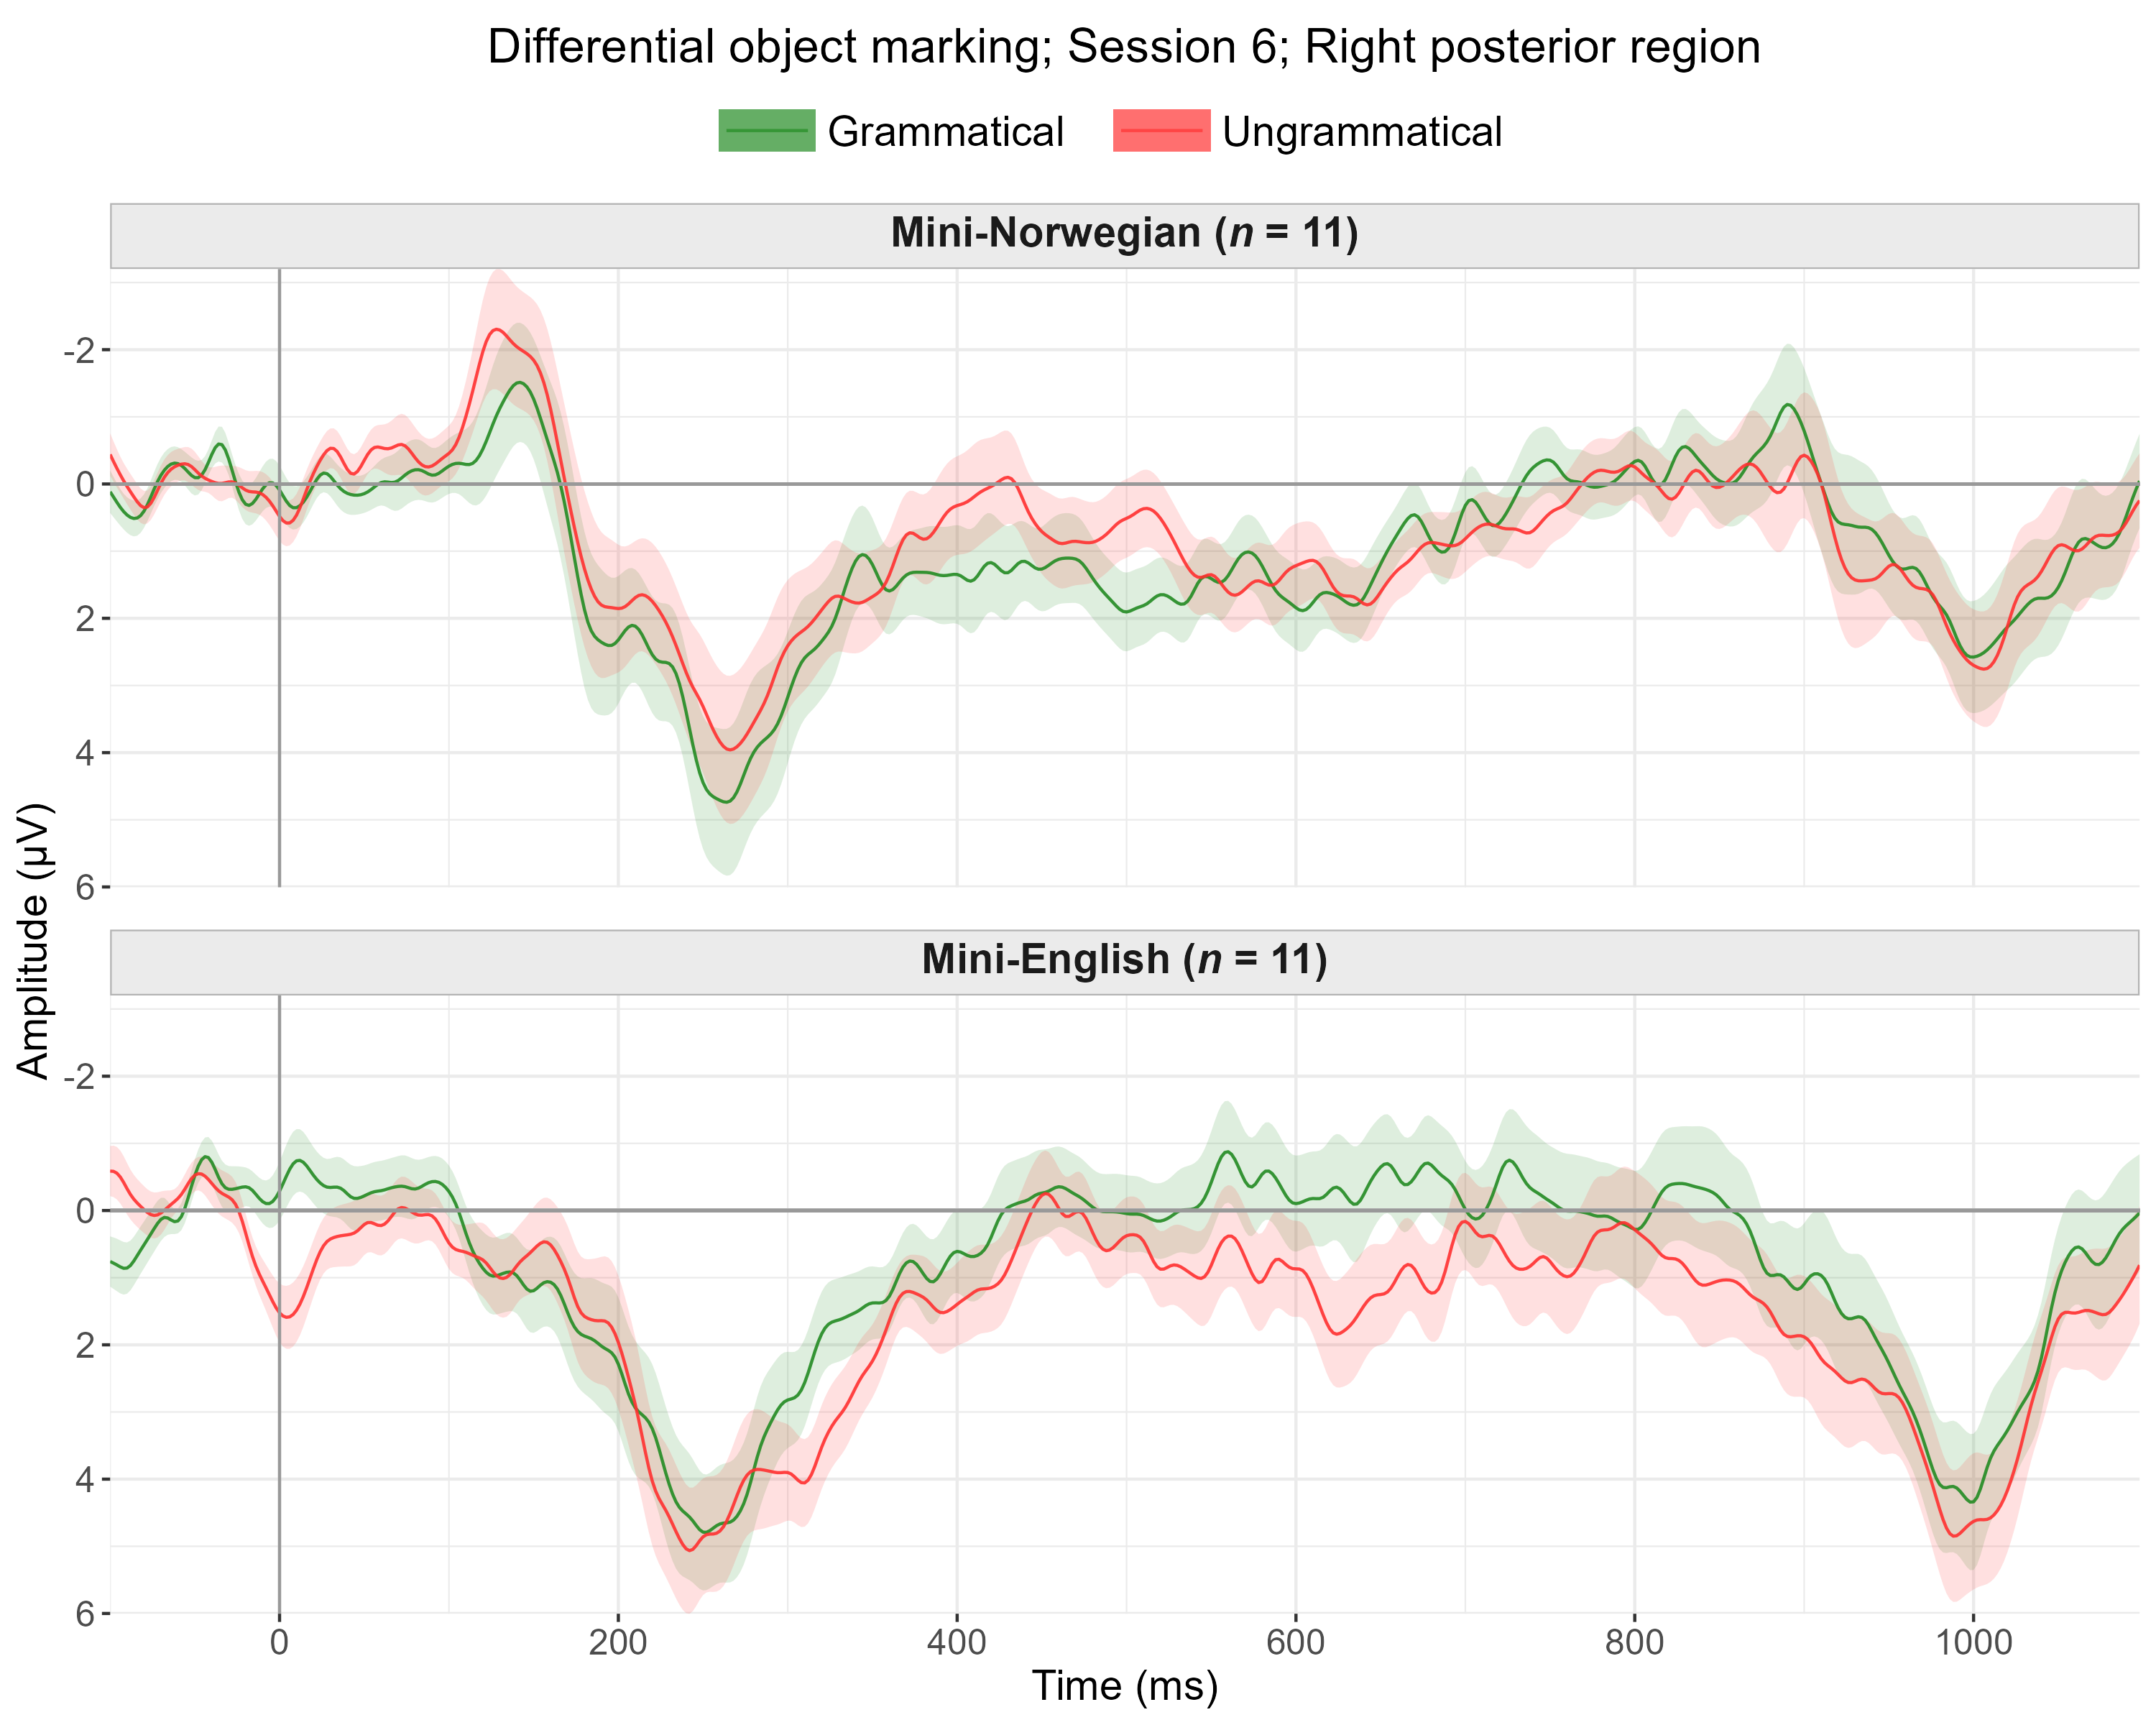 Differential object marking; Session 6; Right posterior region
Grammatical Ungrammatical
Mini-Norwegian (n = 11)
-2
0
2
4
6
Mini-English (n = 11)
-2
0
2
4
6
0 200 400 600 800 1000
Time (ms)
Amplitude (µV)